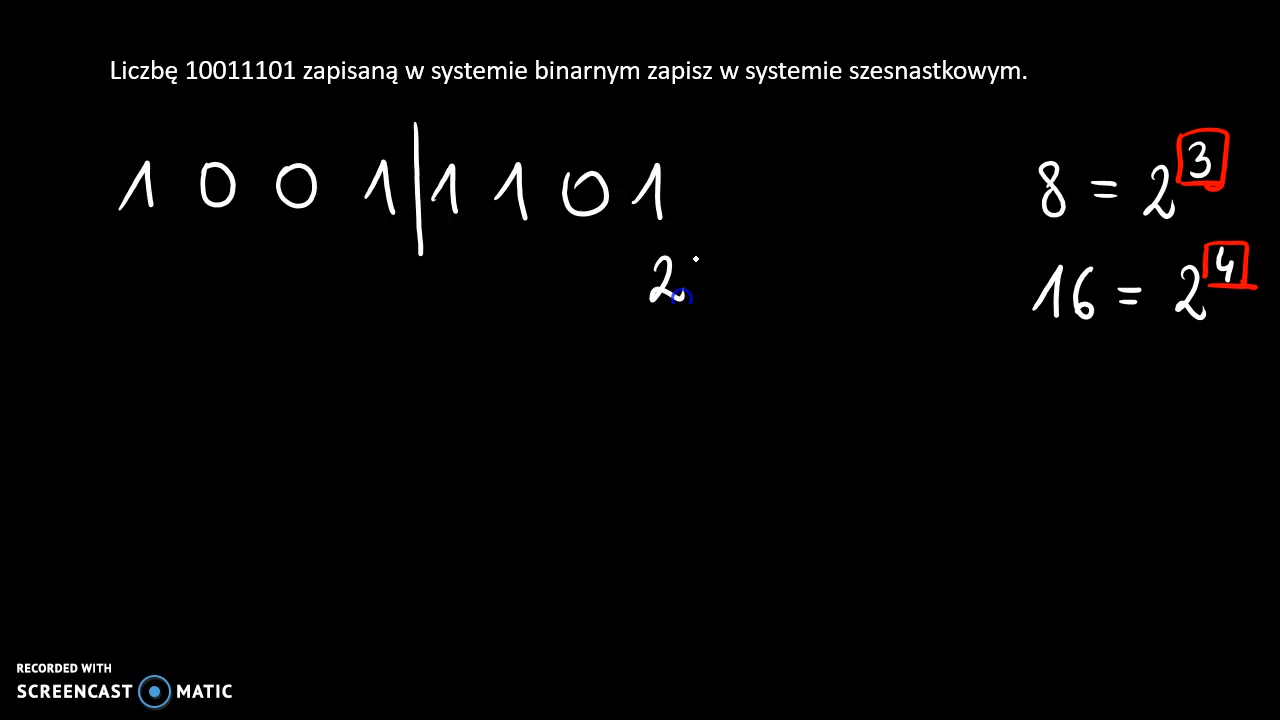 Liczbę 10011101 zapisaną w systemie binarnym zapisz w systemie szesnastkowym.
1 0 0 1 | 1 1 0 1
2
8 = 2³
16 = 2⁴
RECORDED WITH
SCREENCAST MATIC